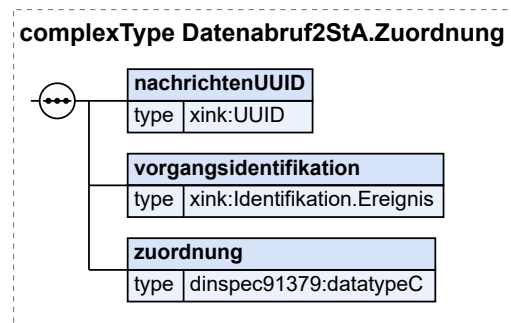 complexType Datenabruf2StA.Zuordnung
nachrichtenUUID
type xink:UUID
vorgangsidentifikation
type xink:Identifikation.Ereignis
zuordnung
type dinspec91379:datatypeC